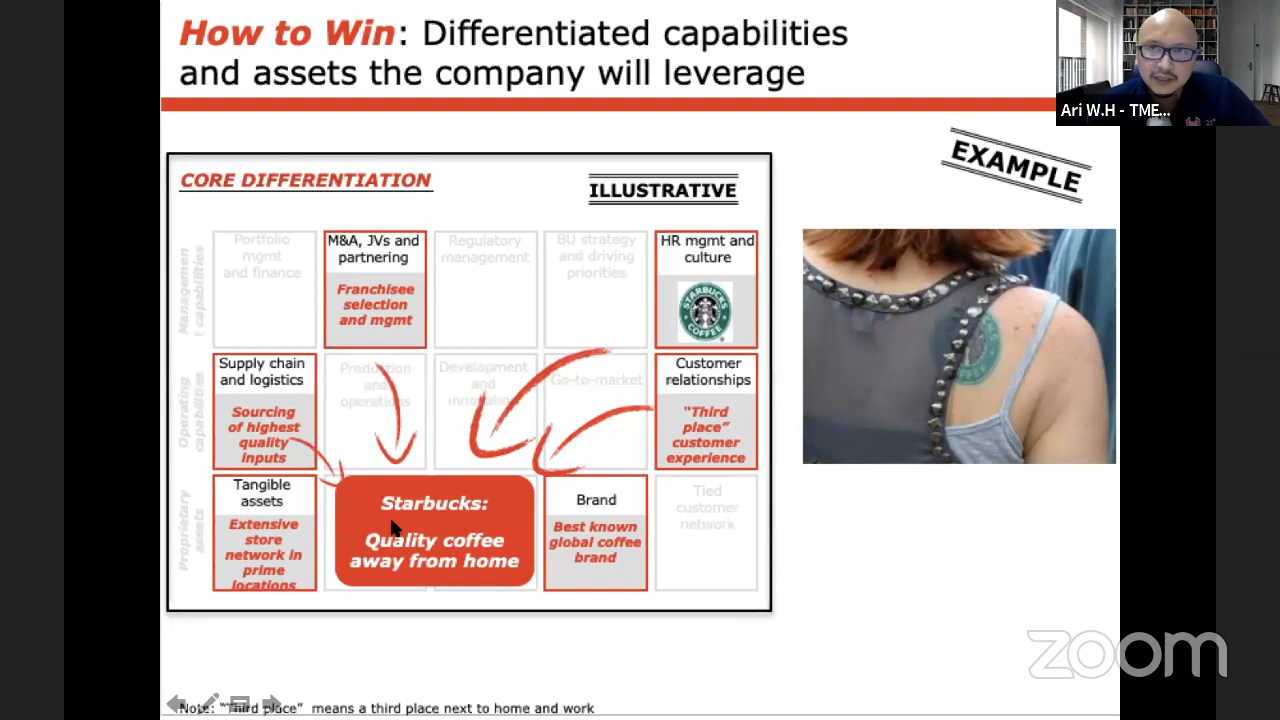 How to Win: Differentiated capabilities
and assets the company will leverage
Ari W.H - TME...
EXAMPLE
CORE DIFFERENTIATION
ILLUSTRATIVE
Management capabilities
Portfolio
mgmt
and finance
M&A, JVs and
partnering
Franchisee
selection
and mgmt
Regulatory
management
BU strategy
and driving
priorities
HR mgmt and
culture
STARBUCKS
COFFEE
Operating
capabilities
Supply chain
and logistics
Sourcing
of highest
quality
inputs
Production
and
operations
Development
and
innovation
Go-to-market
Customer
relationships
“Third
place”
customer
experience
Proprietary
assets
Tangible
assets
Extensive
store
network in
prime
locations
Starbucks:
Quality coffee
away from home
Brand
Best known
global coffee
brand
Tied
customer
network
zoom
Note: “Third place” means a third place next to home and work